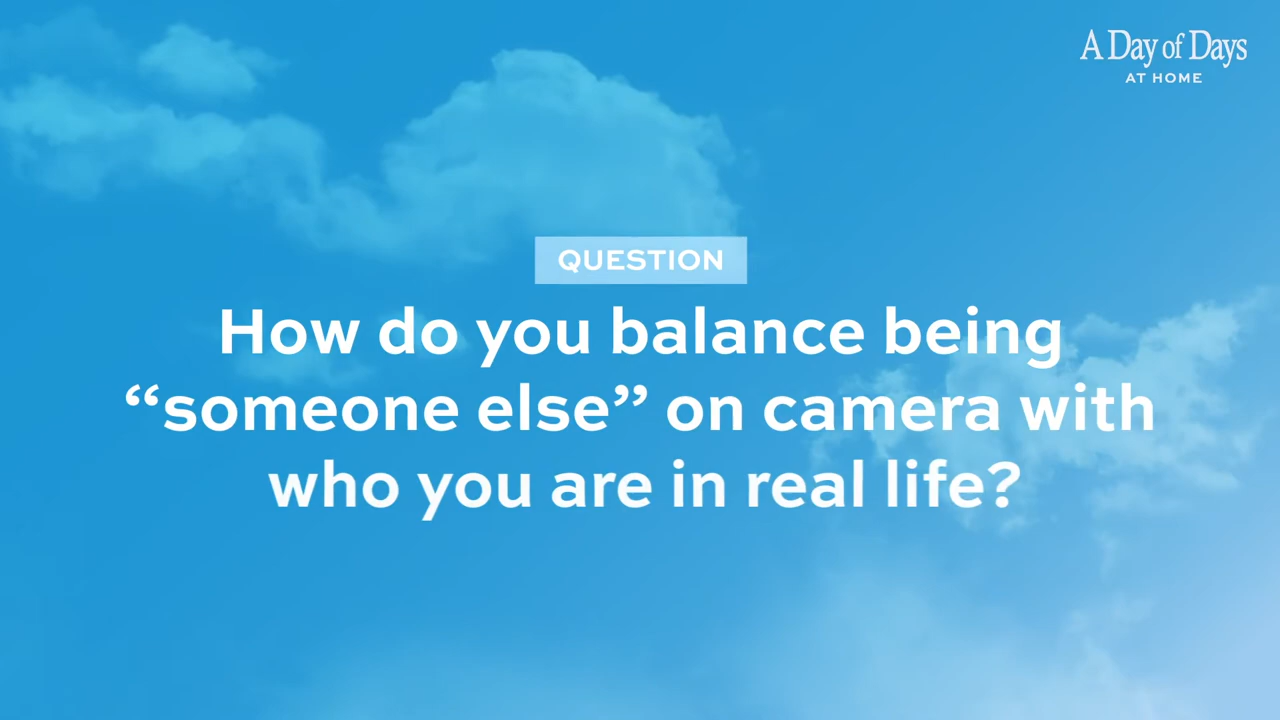 A Day of Days
AT HOME
QUESTION
How do you balance being
“someone else” on camera with
who you are in real life?